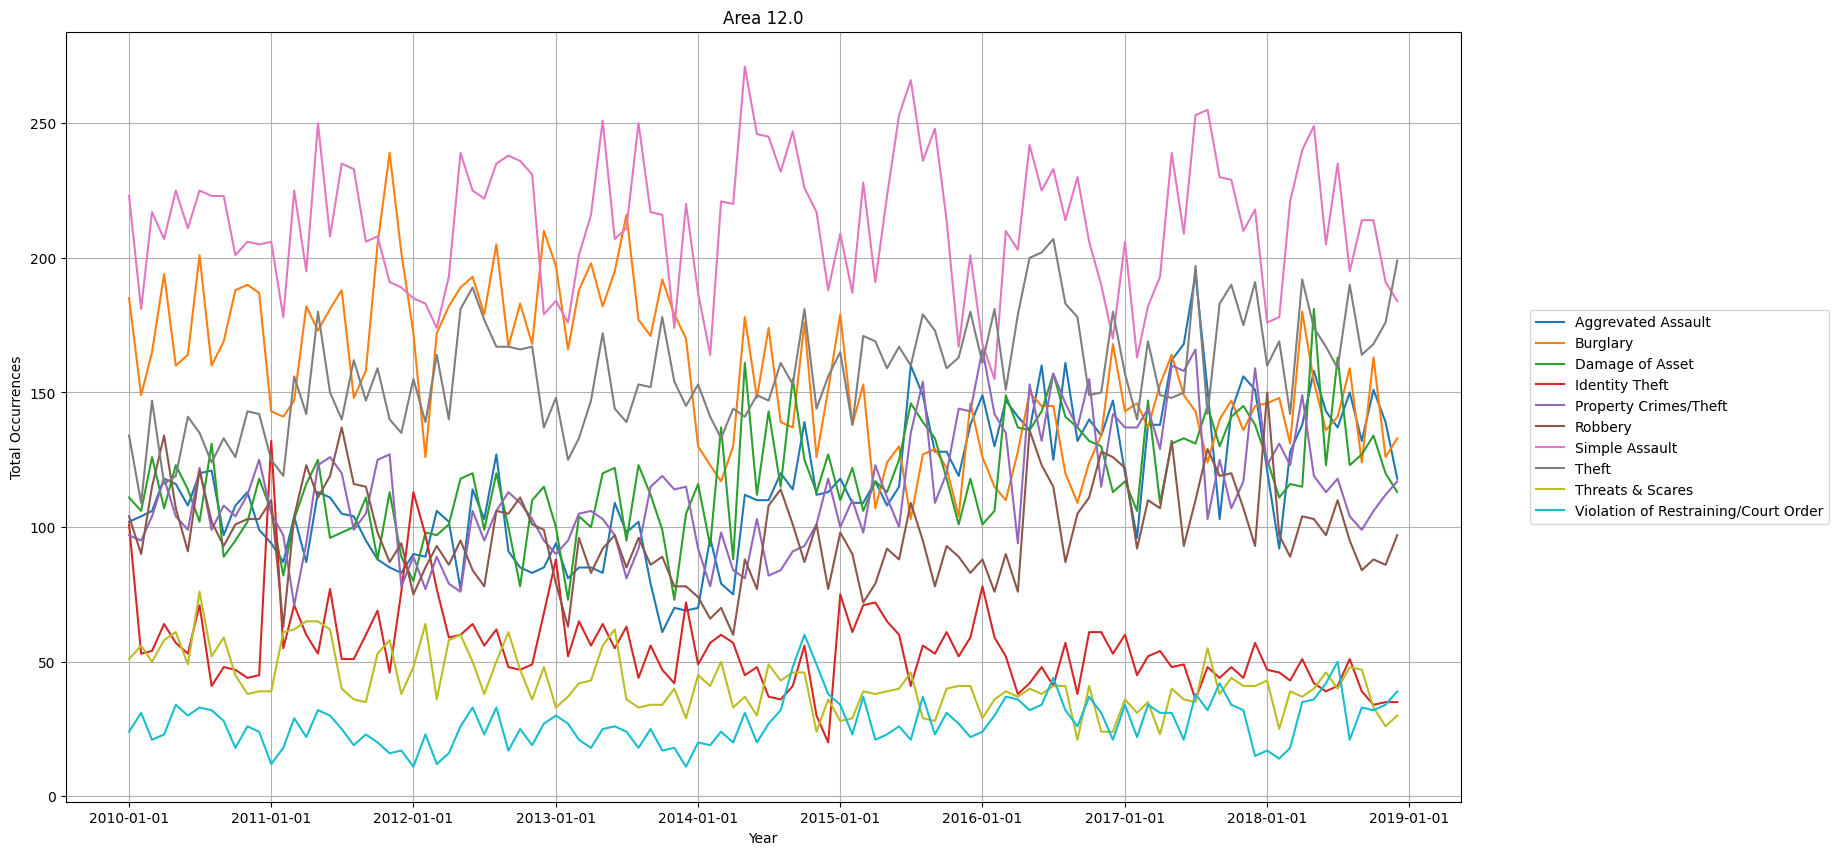 Area 12.0
Total Occurrences
250
200
150
100
50
0
2010-01-01 2011-01-01 2012-01-01 2013-01-01 2014-01-01 2015-01-01 2016-01-01 2017-01-01 2018-01-01 2019-01-01
Year
Aggrevated Assault
Burglary
Damage of Asset
Identity Theft
Property Crimes/Theft
Robbery
Simple Assault
Theft
Threats & Scares
Violation of Restraining/Court Order